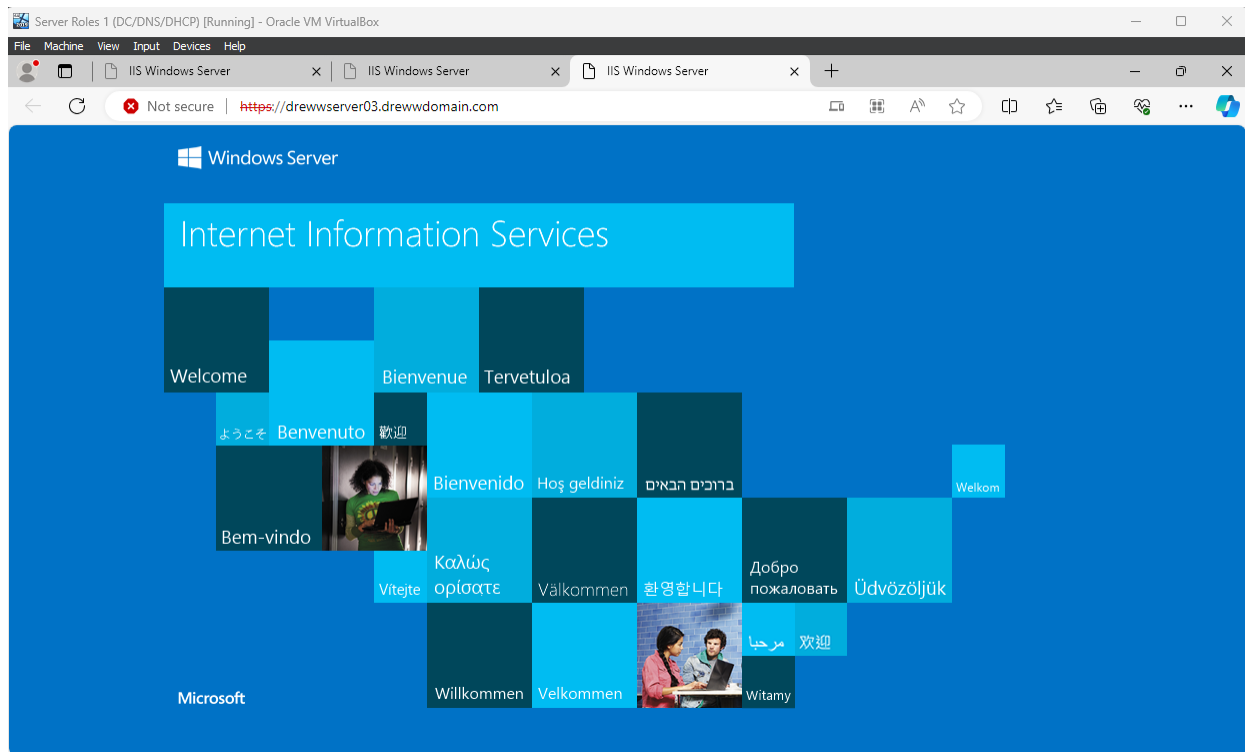 Server Roles 1 (DC/DNS/DHCP) [Running] - Oracle VM VirtualBox
File Machine View Input Devices Help
IIS Windows Server
IIS Windows Server
IIS Windows Server
Not secure https://drewwserver03.drewwdomain.com
Windows Server
Internet Information Services
Welcome
Bienvenue
Tervetuloa
ようこそ
Benvenuto
歡迎
Bienvenido
Hoş geldiniz
ברוכים הבאים
Welkom
Bem-vindo
Vítejte
Καλώς
ορίσατε
Välkommen
환영합니다
Добро
пожаловать
Üdvözöljük
مرحبا
欢迎
Microsoft
Willkommen
Velkommen
Witamy